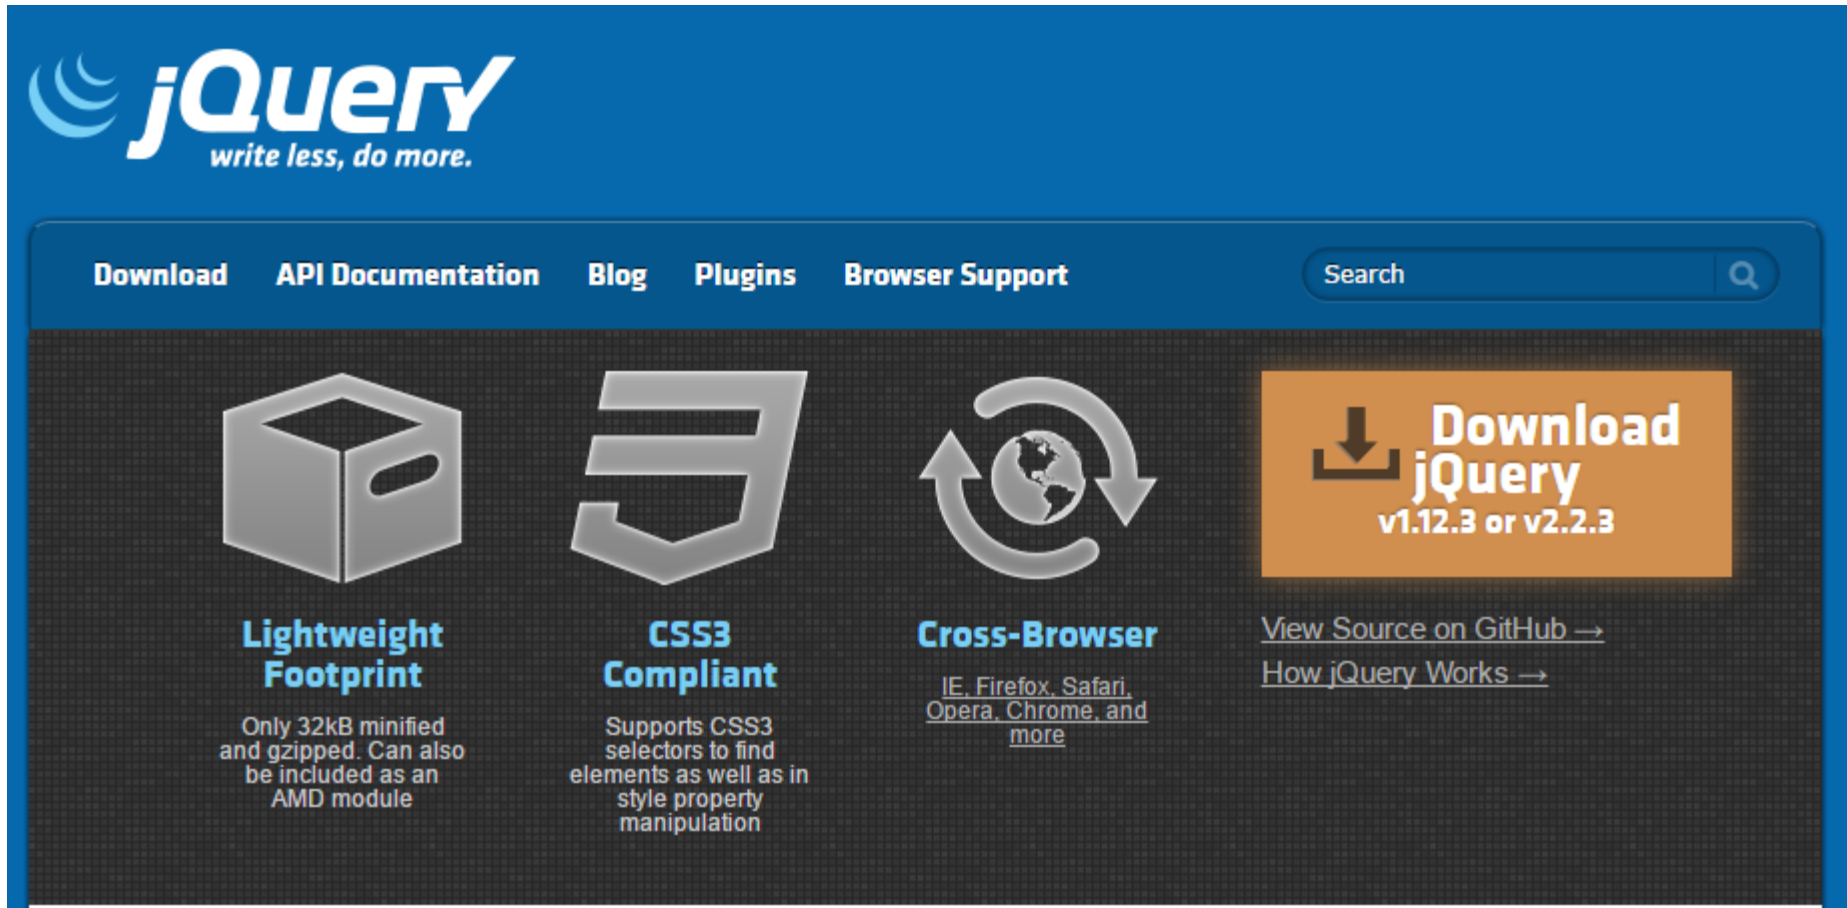 jQuery
write less, do more.
Download API Documentation Blog Plugins Browser Support Search
Lightweight
Footprint
Only 32kB minified
and gzipped. Can also
be included as an
AMD module
CSS3
Compliant
Supports CSS3
selectors to find
elements as well as in
style property
manipulation
Cross-Browser
IE, Firefox, Safari,
Opera, Chrome, and
more
Download
jQuery
v1.12.3 or v2.2.3
View Source on GitHub →
How jQuery Works →